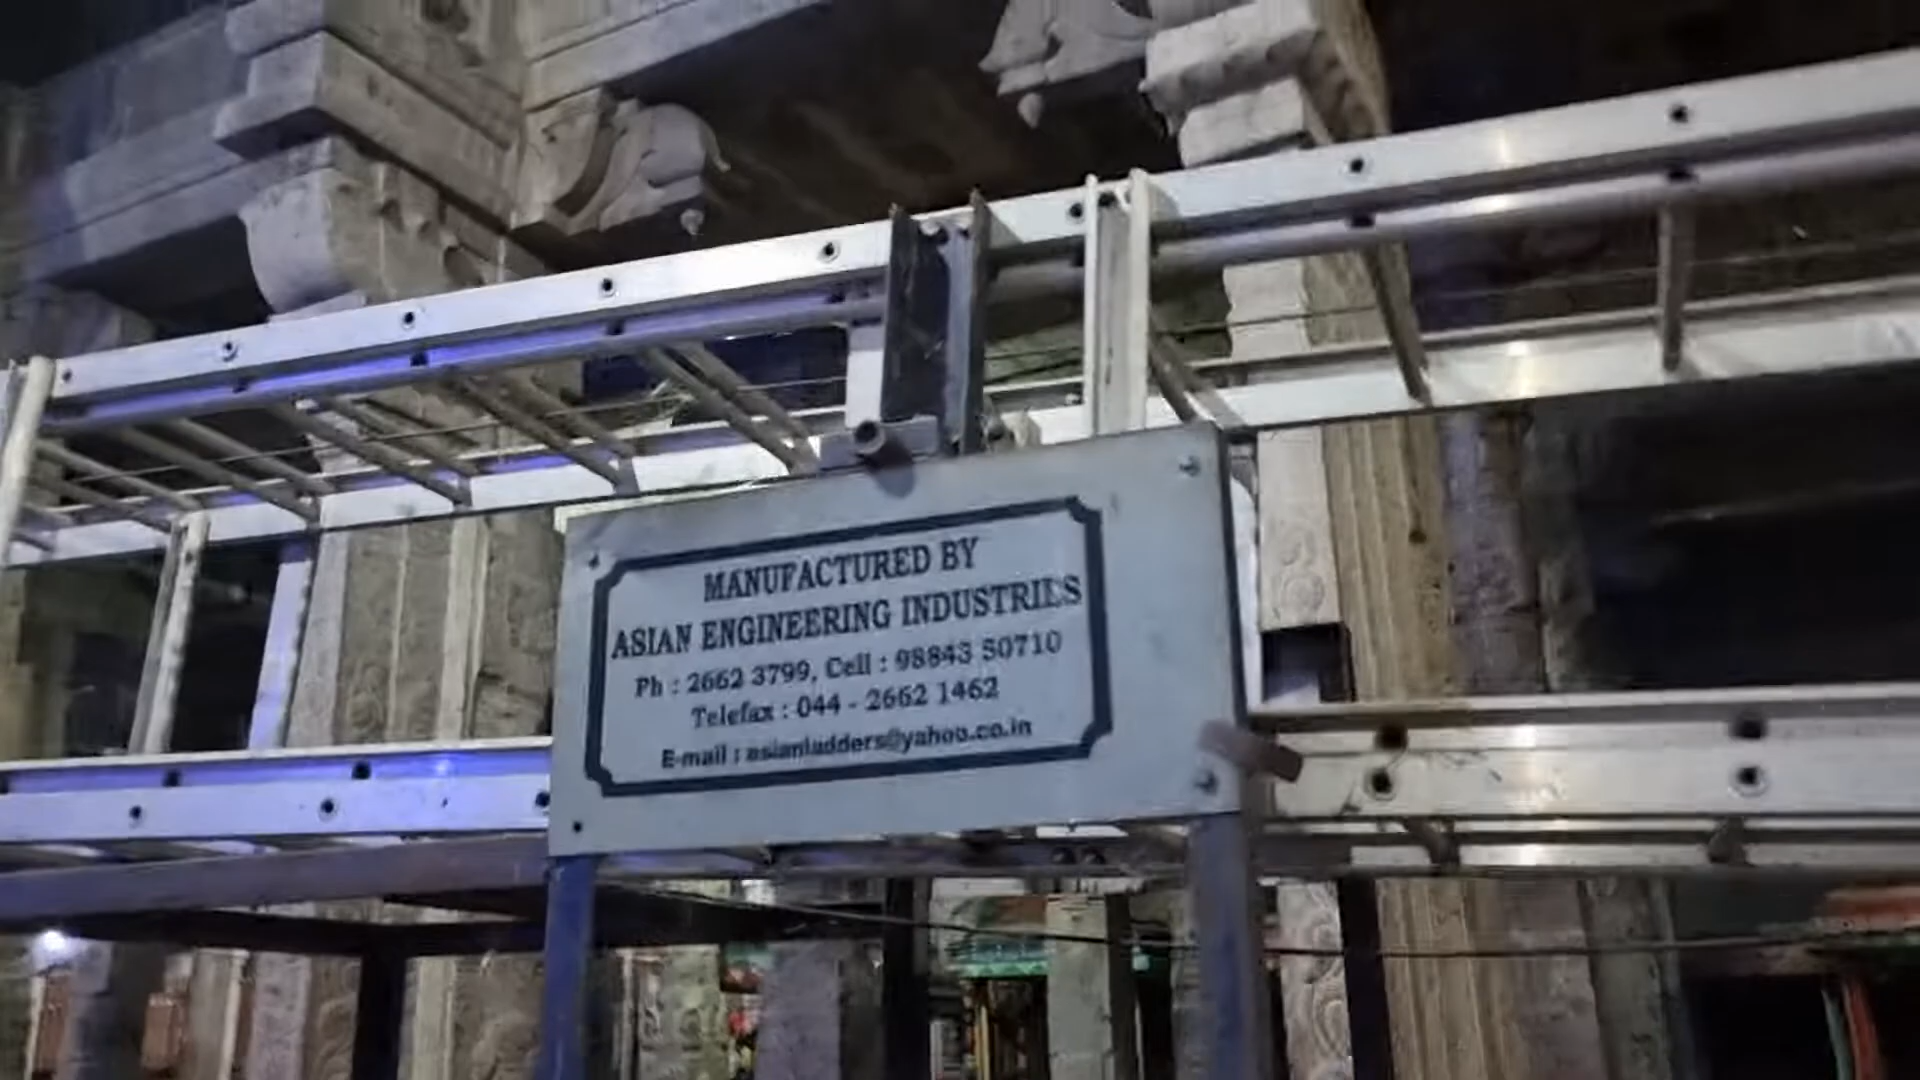 MANUFACTURED BY
ASIAN ENGINEERING INDUSTRIES
Ph : 2662 3799, Cell : 98843 50710
Telefax : 044 - 2662 1462
E-mail : asianladders@yahoo.co.in